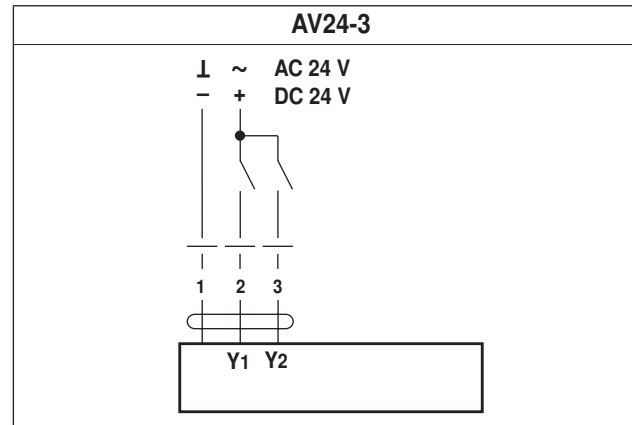 AV24-3
⊥ ~ AC 24 V
– + DC 24 V
1 2 3
Y1 Y2